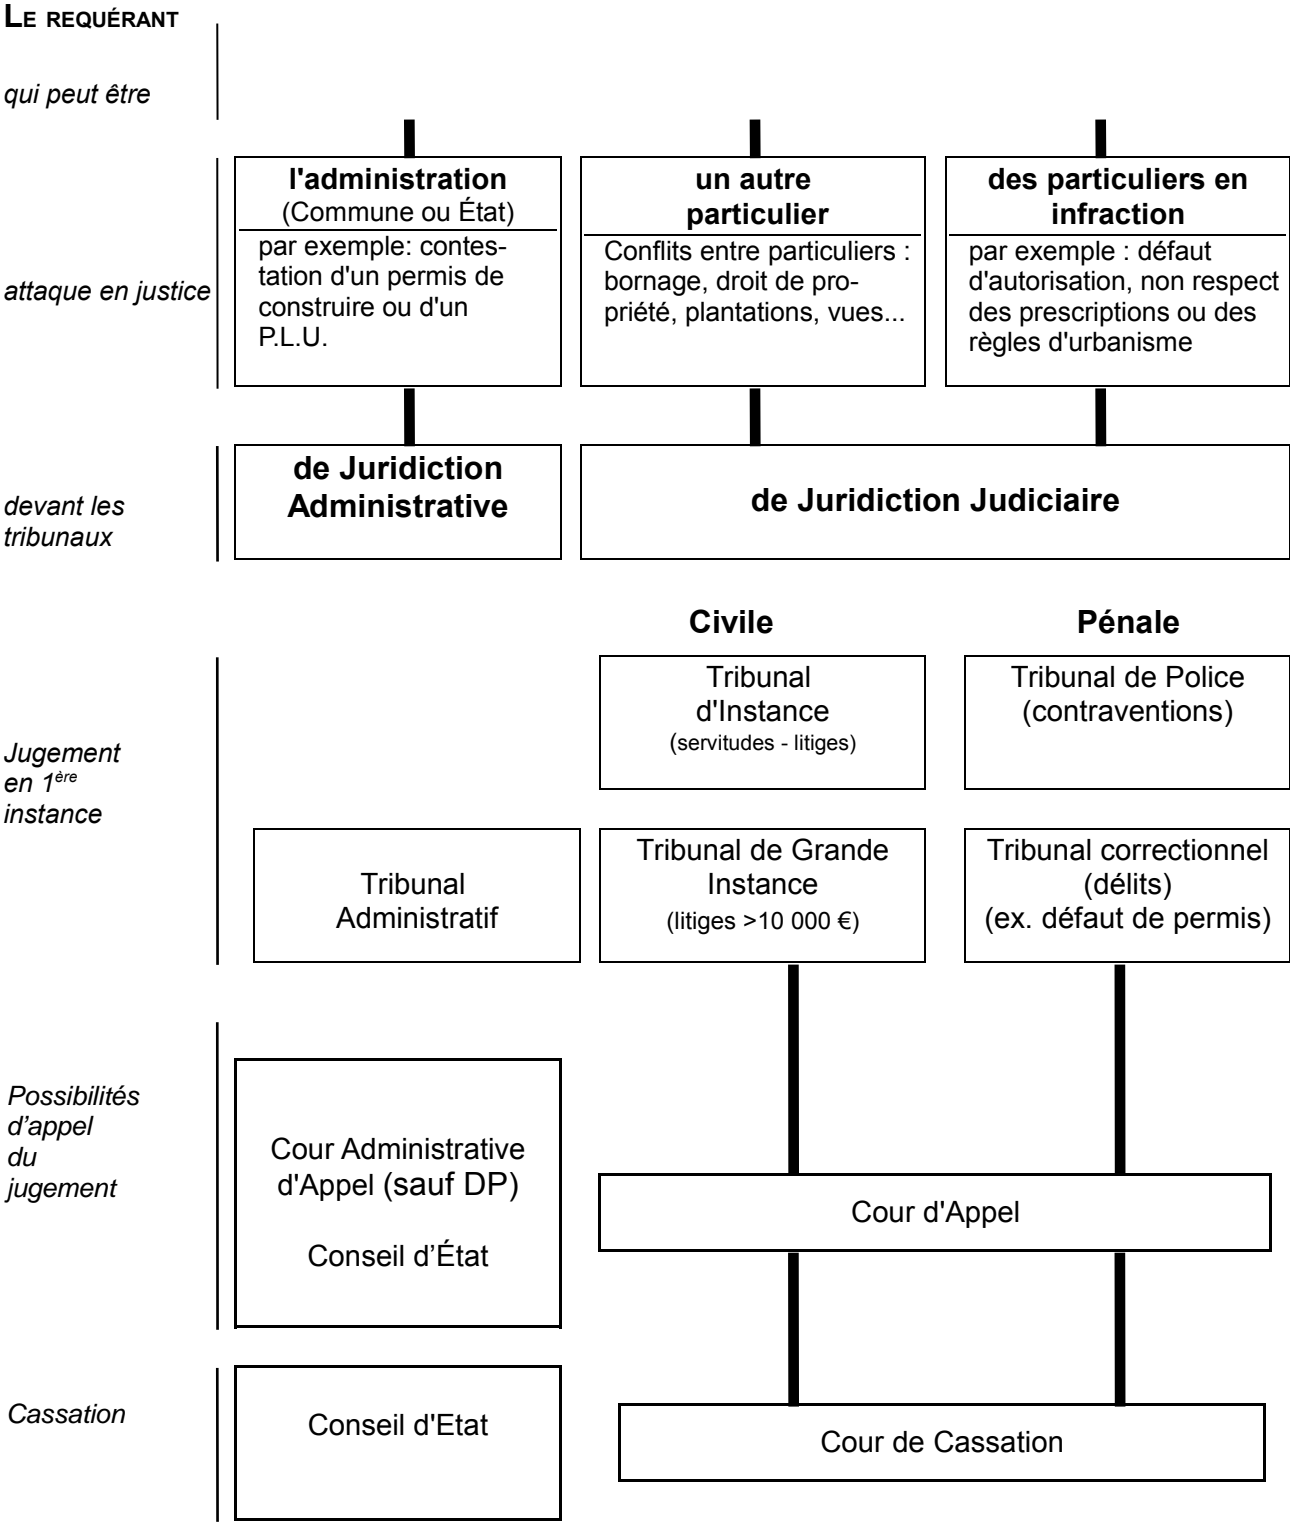 LE REQUÉRANT
qui peut être
attaque en justice
l'administration
(Commune ou État)
par exemple: contes-
tation d'un permis de
construire ou d'un
P.L.U.
un autre
particulier
Conflits entre particuliers :
bornage, droit de pro-
priété, plantations, vues...
des particuliers en
infraction
par exemple : défaut
d'autorisation, non respect
des prescriptions ou des
règles d'urbanisme
devant les
tribunaux
de Juridiction
Administrative
de Juridiction Judiciaire
Civile
Pénale
Jugement
en 1ère
instance
Tribunal
d'Instance
(servitudes - litiges)
Tribunal de Police
(contraventions)
Tribunal
Administratif
Tribunal de Grande
Instance
(litiges >10 000 €)
Tribunal correctionnel
(délits)
(ex. défaut de permis)
Possibilités
d’appel
du
jugement
Cour Administrative
d'Appel (sauf DP)
Conseil d’État
Cour d'Appel
Cassation
Conseil d'Etat
Cour de Cassation